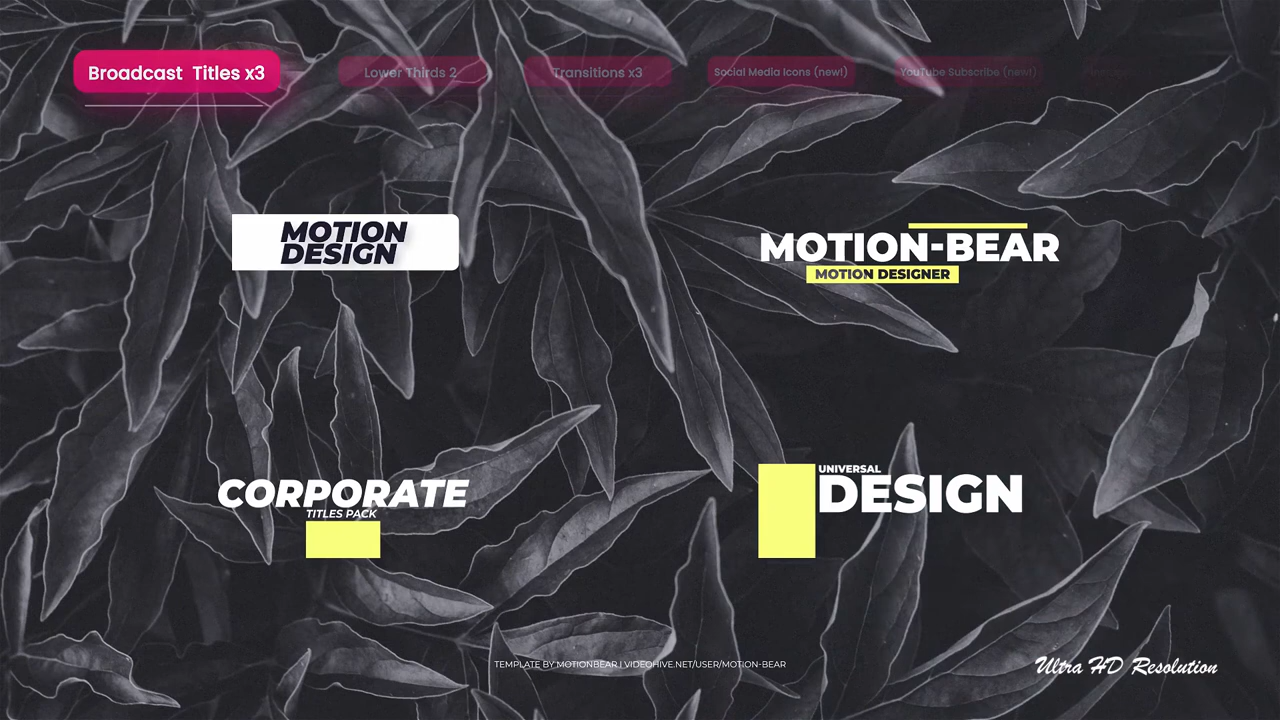 Broadcast Titles x3
Lower Thirds 2
Transitions x3
Social Media Icons (new!)
YouTube Subscribe (new!)
MOTION
DESIGN
MOTION-BEAR
MOTION DESIGNER
CORPORATE
TITLES PACK
UNIVERSAL
DESIGN
TEMPLATE BY MOTIONBEAR | VIDEOHIVE.NET/USER/MOTION-BEAR
Ultra HD Resolution